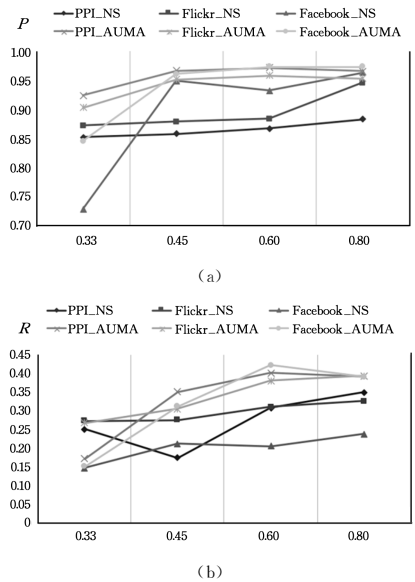 PPI_NS Flickr_NS Facebook_NS
P PPI_AUMA Flickr_AUMA Facebook_AUMA
1.00
0.95
0.90
0.85
0.80
0.75
0.70
0.33 0.45 0.60 0.80
(a)
PPI_NS Flickr_NS Facebook_NS
R PPI_AUMA Flickr_AUMA Facebook_AUMA
0.45
0.40
0.35
0.30
0.25
0.20
0.15
0.10
0.05
0
0.33 0.45 0.60 0.80
(b)